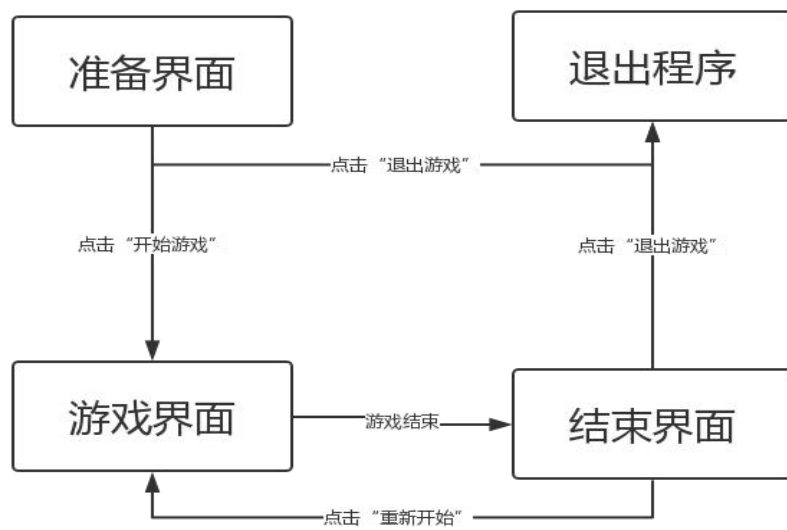 准备界面
退出程序
点击“退出游戏”
点击“开始游戏”
点击“退出游戏”
游戏界面
游戏结束
结束界面
点击“重新开始”